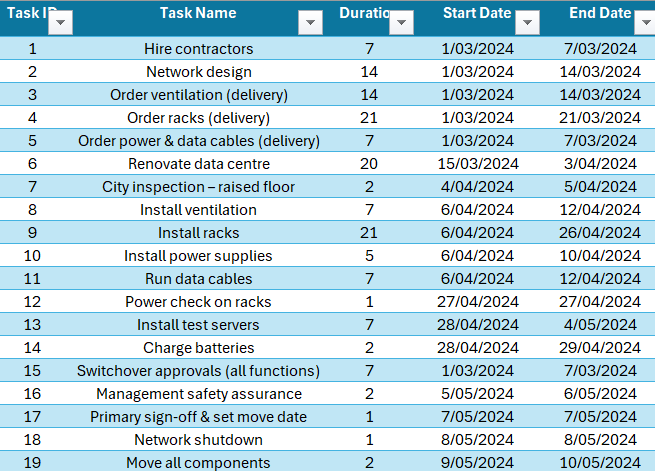 Task ID Task Name Duratio Start Date End Date
1 Hire contractors 7 1/03/2024 7/03/2024
2 Network design 14 1/03/2024 14/03/2024
3 Order ventilation (delivery) 14 1/03/2024 14/03/2024
4 Order racks (delivery) 21 1/03/2024 21/03/2024
5 Order power & data cables (delivery) 7 1/03/2024 7/03/2024
6 Renovate data centre 20 15/03/2024 3/04/2024
7 City inspection – raised floor 2 4/04/2024 5/04/2024
8 Install ventilation 7 6/04/2024 12/04/2024
9 Install racks 21 6/04/2024 26/04/2024
10 Install power supplies 5 6/04/2024 10/04/2024
11 Run data cables 7 6/04/2024 12/04/2024
12 Power check on racks 1 27/04/2024 27/04/2024
13 Install test servers 7 28/04/2024 4/05/2024
14 Charge batteries 2 28/04/2024 29/04/2024
15 Switchover approvals (all functions) 7 1/03/2024 7/03/2024
16 Management safety assurance 2 5/05/2024 6/05/2024
17 Primary sign-off & set move date 1 7/05/2024 7/05/2024
18 Network shutdown 1 8/05/2024 8/05/2024
19 Move all components 2 9/05/2024 10/05/2024